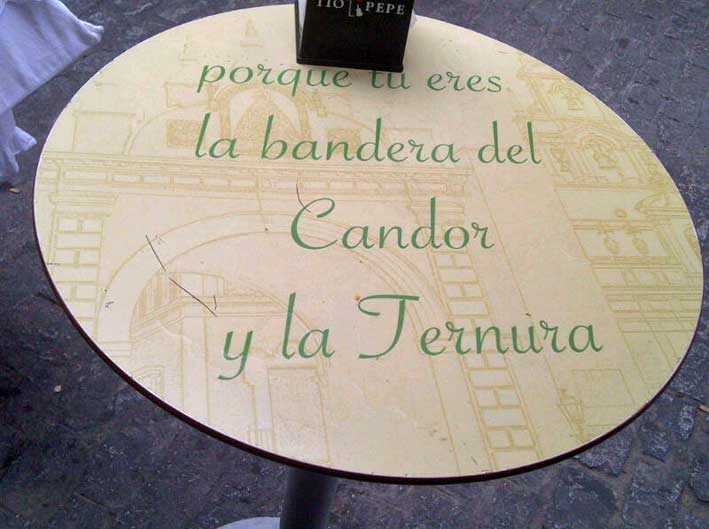 TIO PEPE
porque tu eres
la bandera del
Candor
y la Ternura